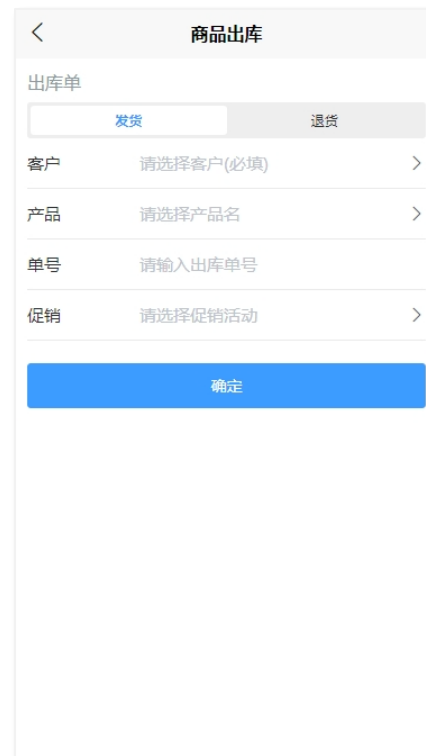 商品出库
出库单
发货 退货
客户 请选择客户(必填)
产品 请选择产品名
单号 请输入出库单号
促销 请选择促销活动
确定